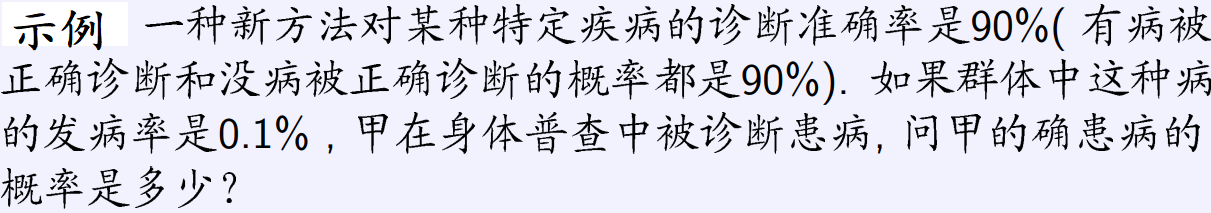 示例 一种新方法对某种特定疾病的诊断准确率是90%( 有病被
正确诊断和没病被正确诊断的概率都是90%). 如果群体中这种病
的发病率是0.1% , 甲在身体普查中被诊断患病, 问甲的确患病的
概率是多少?